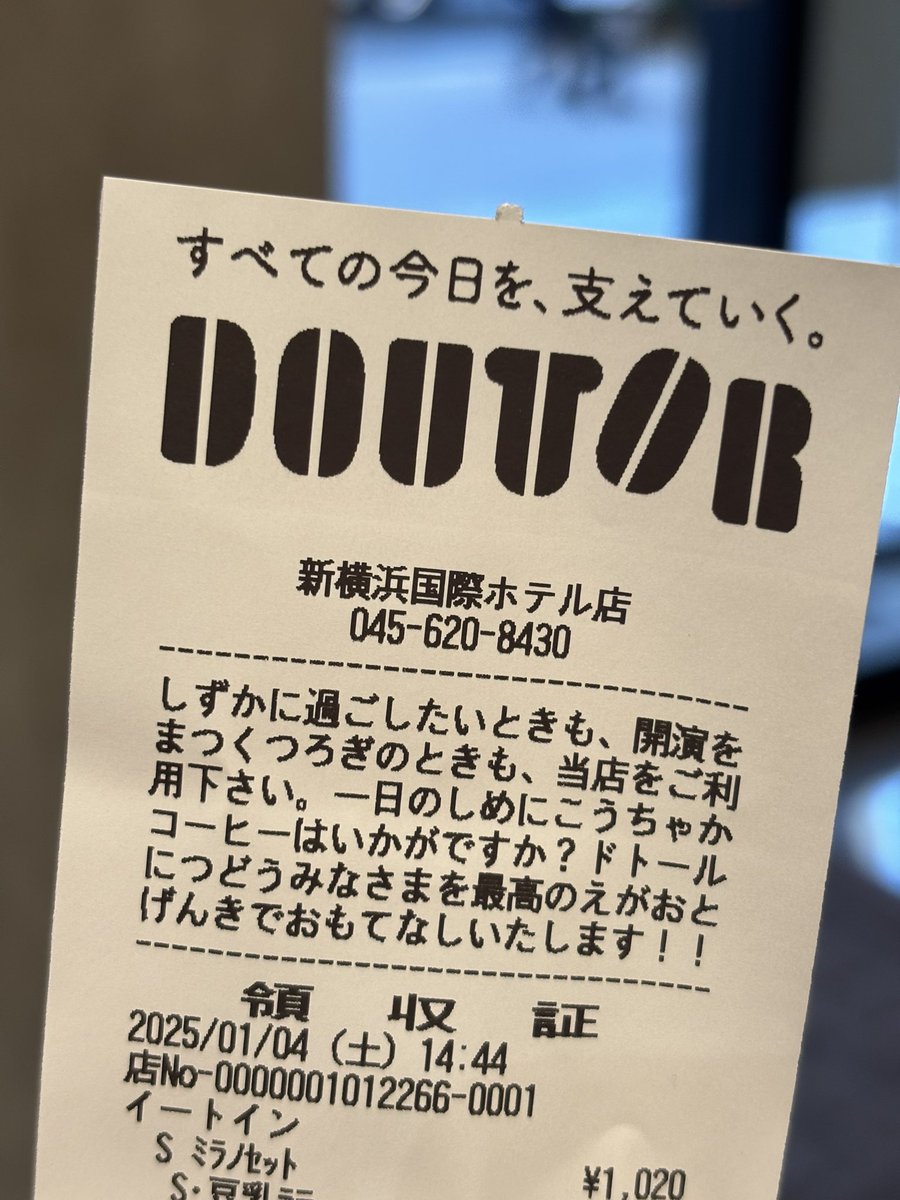 すべての今日を、支えていく。
DOUTOR
新横浜国際ホテル店
045-620-8430
しずかに過ごしたいときも、開演を
まつくつろぎのときも、当店をご利
用下さい。一日のしめにこうちゃか
コーヒーはいかがですか？ドトール
につどうみなさまを最高のえがおと
げんきでおもてなしいたします！！
領 収 証
2025/01/04 (土) 14:44
店No-0000001012266-0001
イートイン
S ﾐﾗﾉｾｯﾄ ¥1,020
S･豆乳ﾗﾃ